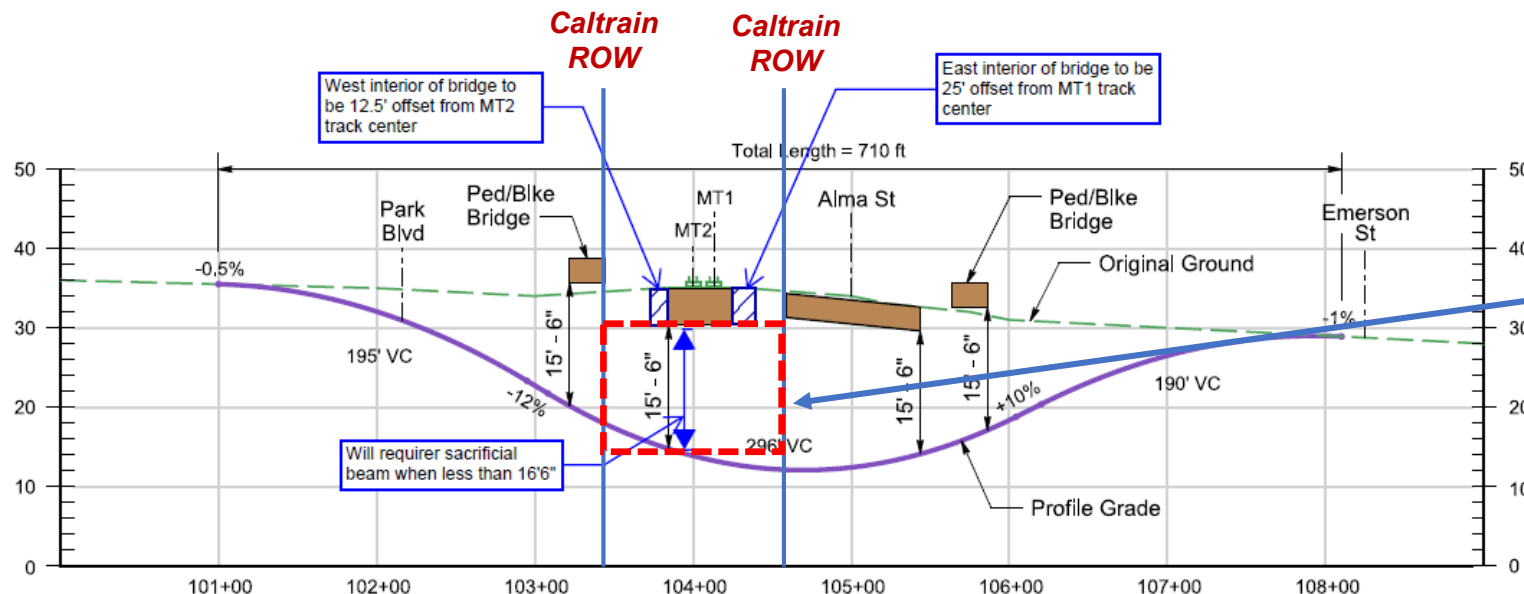 Caltrain
ROW
Caltrain
ROW
West interior of bridge to
be 12.5' offset from MT2
track center
East interior of bridge to be
25' offset from MT1 track
center
Total Length = 710 ft
50
40
30
20
10
0
50
Ped/Blke
Bridge
Park
Blvd
MT1
MT2
Alma St
Ped/Blke
Bridge
Emerson
St
Original Ground
-0.5%
-1%
195' VC
-12%
15' - 6"
15' - 6"
15' - 6"
15' - 6"
296' VC
+10%
190' VC
Will requirer sacrificial
beam when less than 16'6"
Profile Grade
40
30
20
10
0
101+00
102+00
103+00
104+00
105+00
106+00
107+00
108+00